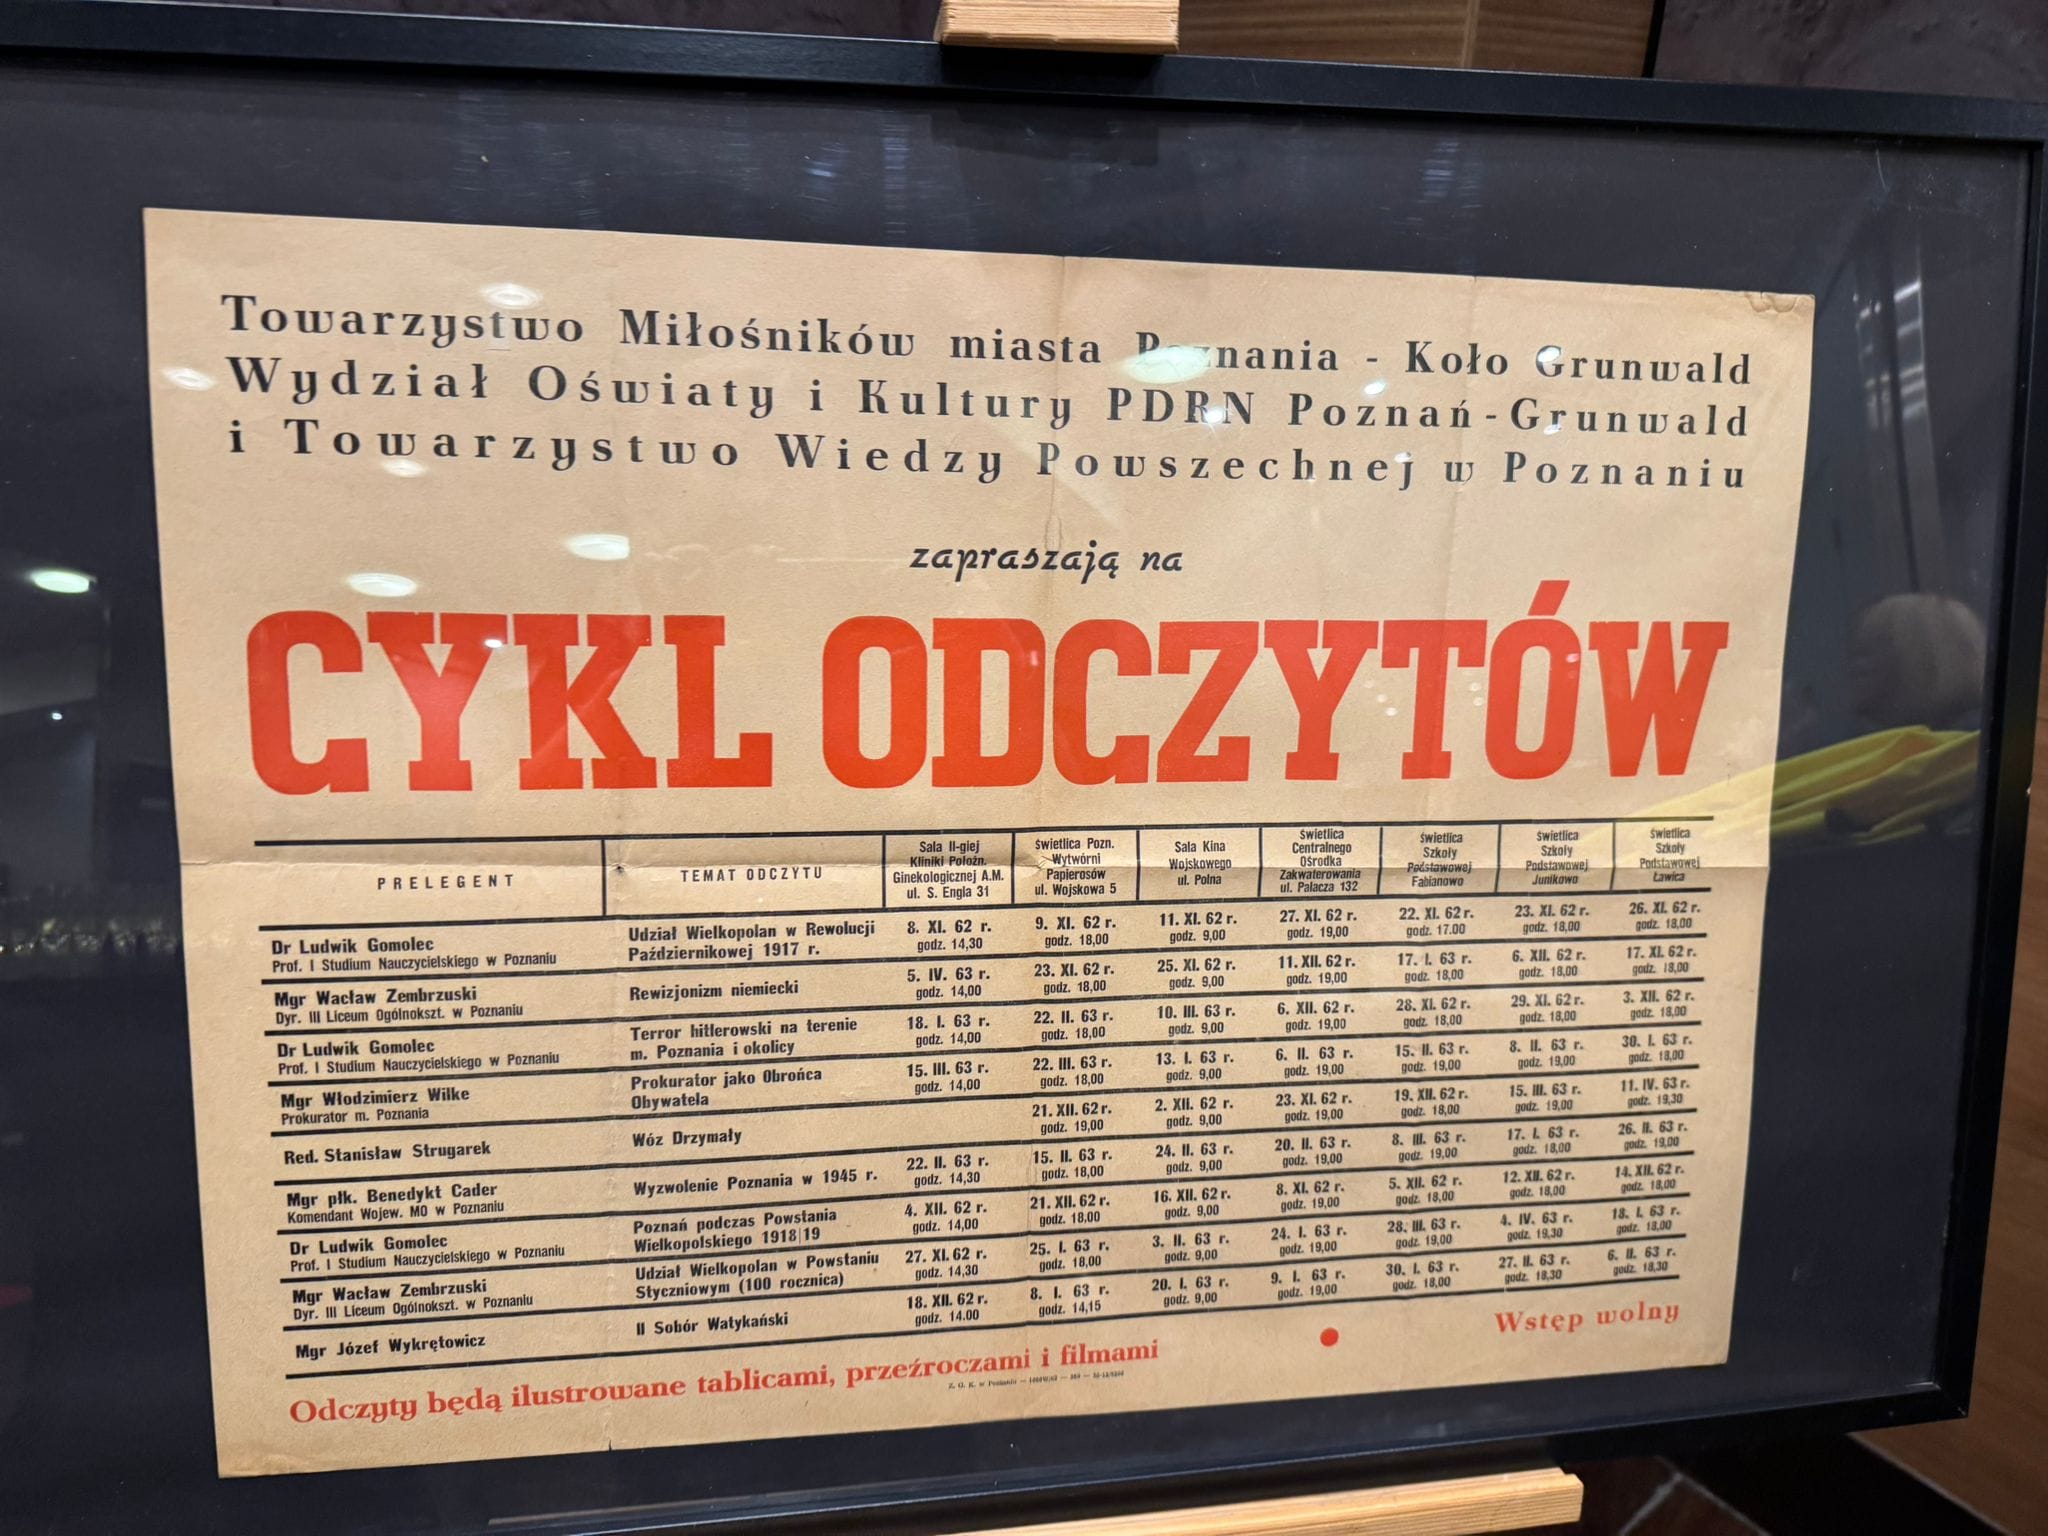 Towarzystwo Miłośników miasta Poznania - Koło Grunwald
Wydział Oświaty i Kultury PDRN Poznań-Grunwald
i Towarzystwo Wiedzy Powszechnej w Poznaniu
zapraszają na
CYKL ODCZYTÓW
PRELEGENT
TEMAT ODCZYTU
Sala II-giej
Kliniki Położn.
Ginekologicznej A.M.
ul. S. Engla 31
Świetlica Pozn.
Wytwórni
Papierosów
ul. Wojskowa 5
Sala Kina
Wojskowego
ul. Polna
Świetlica
Centralnego
Ośrodka
Zakwaterowania
ul. Palacza 132
Świetlica
Szkoły
Podstawowej
Fabianowo
Świetlica
Szkoły
Podstawowej
Junikowo
Świetlica
Szkoły
Podstawowej
Ławica
Dr Ludwik Gomolec
Prof. I Studium Nauczycielskiego w Poznaniu
Udział Wielkopolan w Rewolucji
Październikowej 1917 r.
8. XI. 62 r.
godz. 14,30
9. XI. 62 r.
godz. 18,00
11. XI. 62 r.
godz. 9,00
27. XI. 62 r.
godz. 19,00
22. XI. 62 r.
godz. 17.00
23. XI. 62 r.
godz. 18,00
26. XI. 62 r.
godz. 18,00
Mgr Wacław Zembrzuski
Dyr. III Liceum Ogólnokszt. w Poznaniu
Rewizjonizm niemiecki
5. IV. 63 r.
godz. 14,00
23. XI. 62 r.
godz. 18,00
25. XI. 62 r.
godz. 9,00
11. XII. 62 r.
godz. 19,00
17. I. 63 r.
godz. 18,00
6. XII. 62 r.
godz. 18,00
17. XI. 62 r.
godz. 18,00
Dr Ludwik Gomolec
Prof. I Studium Nauczycielskiego w Poznaniu
Terror hitlerowski na terenie
m. Poznania i okolicy
18. I. 63 r.
godz. 14,00
22. II. 63 r.
godz. 18,00
10. III. 63 r.
godz. 9,00
6. XII. 62 r.
godz. 19,00
28. XI. 62 r.
godz. 18,00
29. XI. 62 r.
godz. 18,00
3. XII. 62 r.
godz. 18,00
Mgr Włodzimierz Wilke
Prokurator m. Poznania
Prokurator jako Obrońca
Obywatela
15. III. 63 r.
godz. 14,00
22. III. 63 r.
godz. 18,00
13. I. 63 r.
godz. 9,00
6. II. 63 r.
godz. 19,00
15. II. 63 r.
godz. 19,00
8. II. 63 r.
godz. 19,00
30. I. 63 r.
godz. 18,00
Red. Stanisław Strugarek
Wóz Drzymały
21. XII. 62 r.
godz. 19,00
2. XII. 62 r.
godz. 9,00
23. XI. 62 r.
godz. 19,00
19. XII. 62 r.
godz. 18,00
15. III. 63 r.
godz. 19,00
11. IV. 63 r.
godz. 19,30
Mgr płk. Benedykt Cader
Komendant Wojew. MO w Poznaniu
Wyzwolenie Poznania w 1945 r.
22. II. 63 r.
godz. 14,30
15. II. 63 r.
godz. 18,00
24. II. 63 r.
godz. 9,00
20. II. 63 r.
godz. 19,00
8. III. 63 r.
godz. 19,00
17. I. 63 r.
godz. 18,00
26. II. 63 r.
godz. 19,00
Dr Ludwik Gomolec
Prof. I Studium Nauczycielskiego w Poznaniu
Poznań podczas Powstania
Wielkopolskiego 1918|19
4. XII. 62 r.
godz. 14,00
21. XII. 62 r.
godz. 18,00
16. XII. 62 r.
godz. 9,00
8. XI. 62 r.
godz. 19,00
5. XII. 62 r.
godz. 18,00
12. XII. 62 r.
godz. 18,00
14. XII. 62 r.
godz. 18,00
Mgr Wacław Zembrzuski
Dyr. III Liceum Ogólnokszt. w Poznaniu
Udział Wielkopolan w Powstaniu
Styczniowym (100 rocznica)
27. XI. 62 r.
godz. 14,30
25. I. 63 r.
godz. 18,00
3. II. 63 r.
godz. 9,00
24. I. 63 r.
godz. 19,00
28. III. 63 r.
godz. 19,00
4. IV. 63 r.
godz. 19,30
18. I. 63 r.
godz. 18,00
Mgr Józef Wykrętowicz
II Sobór Watykański
18. XII. 62 r.
godz. 14.00
8. I. 63 r.
godz. 14,15
20. I. 63 r.
godz. 9,00
9. I. 63 r.
godz. 19,00
30. I. 63 r.
godz. 18,00
27. II. 63 r.
godz. 18,30
6. II. 63 r.
godz. 18,30
Odczyty będą ilustrowane tablicami, przeźroczami i filmami
Wstęp wolny
Z. G. K. w Poznaniu